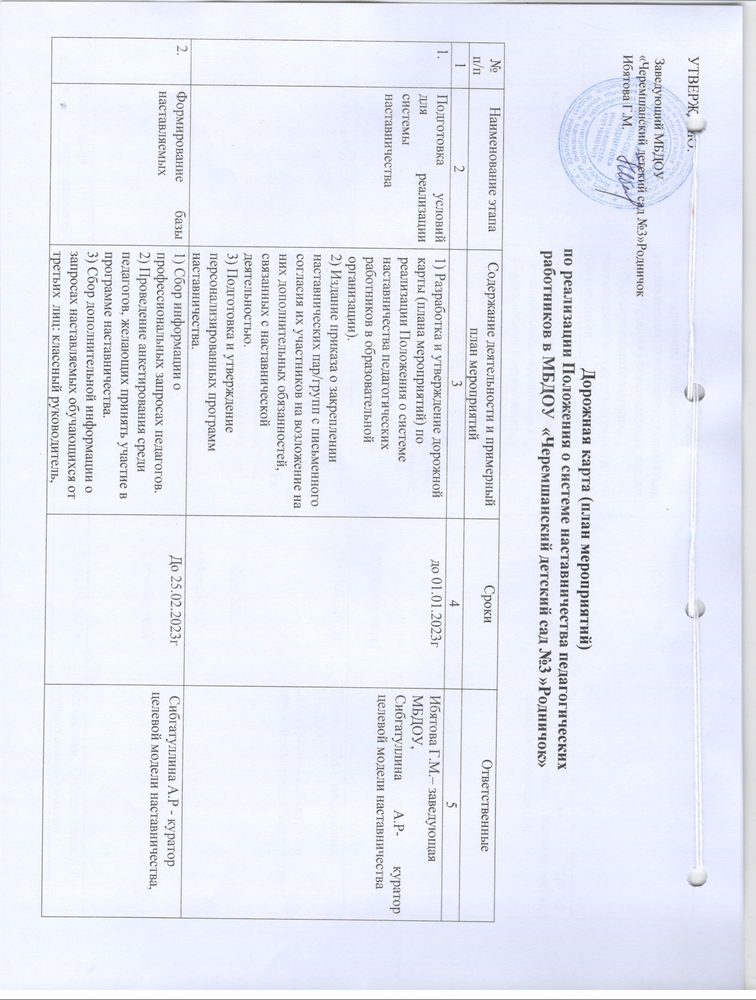 УТВЕРЖ
Заведующий МБДОУ
«Черемшанский детский сад №3»Родничок
Ибятова Г.М.
Дорожная карта (план мероприятий)
по реализации Положения о системе наставничества педагогических
работников в МБДОУ «Черемшанский детский сад №3 »Родничок»
№
п/п
Наименование этапа
Содержание деятельности и примерный
план мероприятий
Сроки
Ответственные
1
2
3
4
5
1.
Подготовка условий
для реализации
системы
наставничества
1) Разработка и утверждение дорожной
карты (плана мероприятий) по
реализации Положения о системе
наставничества педагогических
работников в образовательной
организации).
2) Издание приказа о закреплении
наставнических пар/групп с письменного
согласия их участников на возложение на
них дополнительных обязанностей,
связанных с наставнической
деятельностью.
3) Подготовка и утверждение
персонализированных программ
наставничества.
до 01.01.2023г
Ибятова Г.М.– заведующая
МБДОУ,
Сибгатуллина А.Р- куратор
целевой модели наставничества
2.
Формирование базы
наставляемых
1) Сбор информации о
профессиональных запросах педагогов.
2) Проведение анкетирования среди
педагогов, желающих принять участие в
программе наставничества.
3) Сбор дополнительной информации о
запросах наставляемых обучающихся от
третьих лиц: классный руководитель,
До 25.02.2023г
Сибгатуллина А.Р - куратор
целевой модели наставничества,